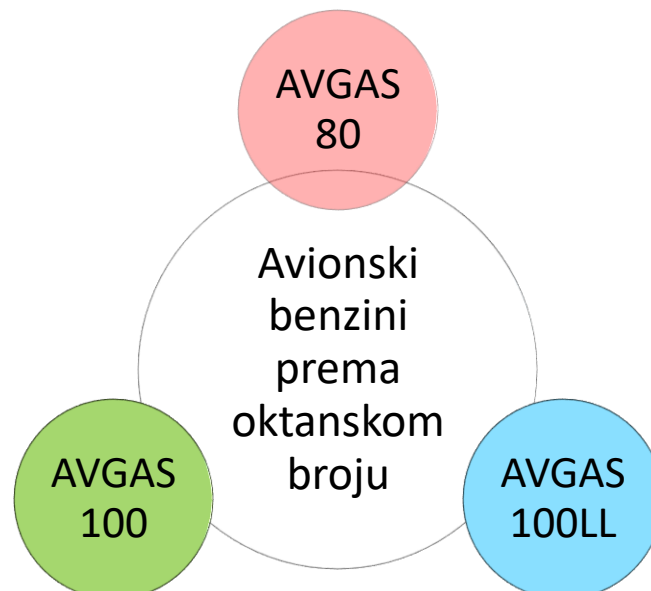 AVGAS
80
Avionski
benzini
prema
oktanskom
broju
AVGAS
100
AVGAS
100LL